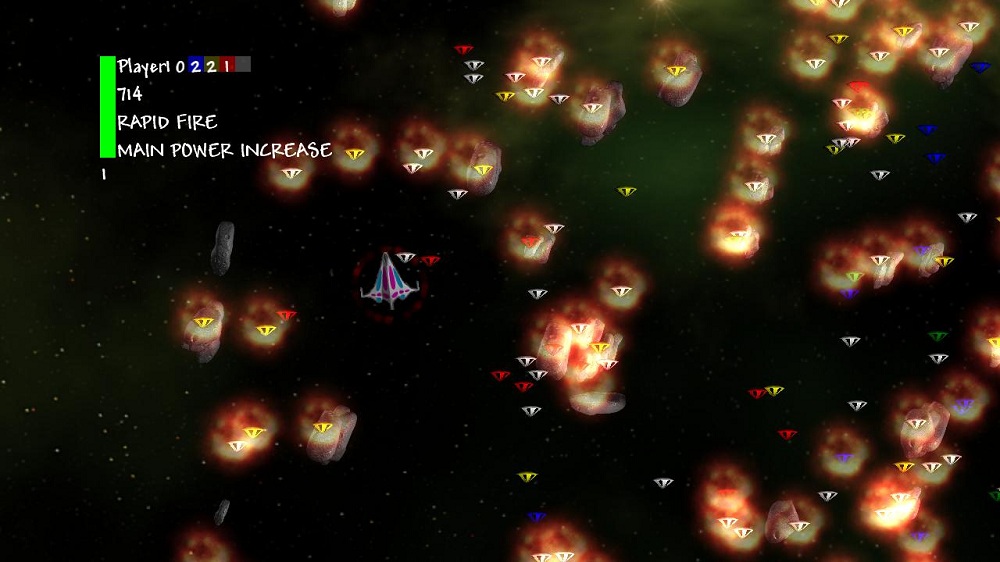 Player1 0 2 2 1
714
RAPID FIRE
MAIN POWER INCREASE
1